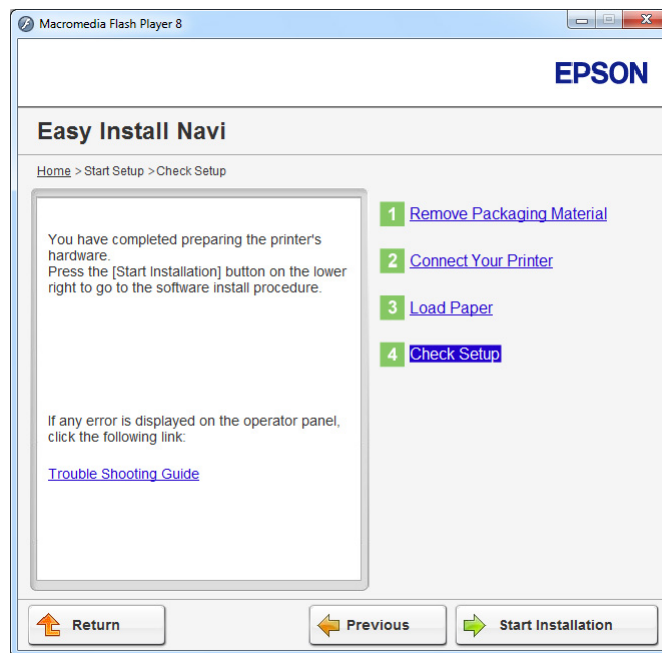 Macromedia Flash Player 8
EPSON
Easy Install Navi
Home > Start Setup >Check Setup
You have completed preparing the printer's
hardware.
Press the [Start Installation] button on the lower
right to go to the software install procedure.
If any error is displayed on the operator panel,
click the following link:
Trouble Shooting Guide
1 Remove Packaging Material
2 Connect Your Printer
3 Load Paper
4 Check Setup
Return
Previous
Start Installation